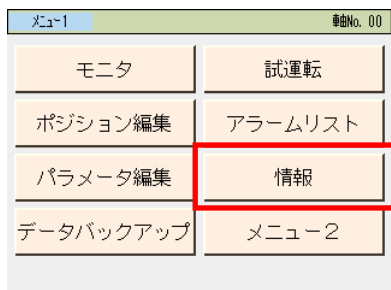 メニュー1 軸No. 00
モニタ 試運転
ポジション編集 アラームリスト
パラメータ編集 情報
データバックアップ メニュー2